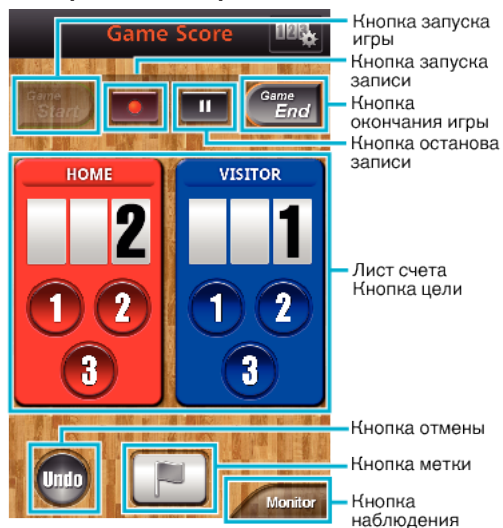 Game Score
123
Кнопка запуска
игры
Кнопка запуска
записи
Game
Start
Game
End
Кнопка
окончания игры
Кнопка останова
записи
HOME
VISITOR
2
1
1
2
3
1
2
3
Лист счета
Кнопка цели
Undo
Кнопка отмены
Кнопка метки
Monitor
Кнопка
наблюдения